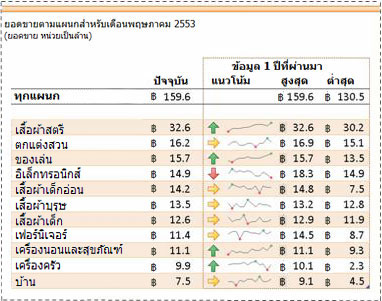 ยอดขายตามแผนกสำหรับเดือนพฤษภาคม 2553
(ยอดขาย หน่วยเป็นล้าน)
ข้อมูล 1 ปีที่ผ่านมา
ปัจจุบัน แนวโน้ม สูงสุด ต่ำสุด
ทุกแผนก ฿ 159.6 ฿ 159.6 ฿ 130.5
เสื้อผ้าสตรี ฿ 32.6 ฿ 32.6 ฿ 30.2
ตกแต่งสวน ฿ 16.2 ฿ 16.9 ฿ 15.1
ของเล่น ฿ 15.7 ฿ 15.7 ฿ 13.5
อิเล็กทรอนิกส์ ฿ 14.9 ฿ 18.3 ฿ 14.9
เสื้อผ้าเด็กอ่อน ฿ 14.2 ฿ 14.8 ฿ 7.5
เสื้อผ้าบุรุษ ฿ 13.5 ฿ 13.2 ฿ 12.8
เสื้อผ้าเด็ก ฿ 12.6 ฿ 12.9 ฿ 11.9
เฟอร์นิเจอร์ ฿ 11.4 ฿ 14.5 ฿ 8.7
เครื่องนอนและสุขภัณฑ์ ฿ 11.1 ฿ 11.1 ฿ 9.3
เครื่องครัว ฿ 9.9 ฿ 10.1 ฿ 2.3
บ้าน ฿ 7.5 ฿ 9.1 ฿ 4.5